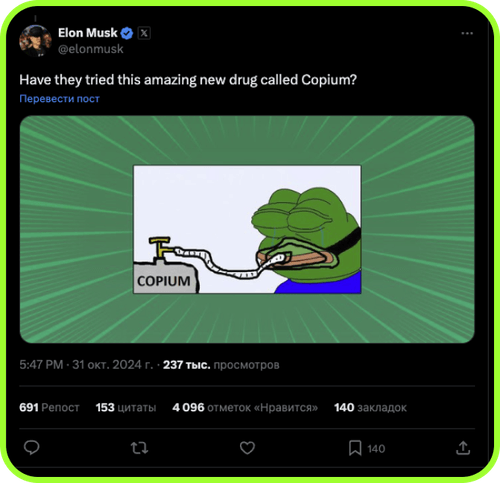 Elon Musk X
@elonmusk
Have they tried this amazing new drug called Copium?
Перевести пост
COPIUM
5:47 PM · 31 окт. 2024 г. · 237 тыс. просмотров
691 Репост 153 цитаты 4 096 отметок «Нравится» 140 закладок
140